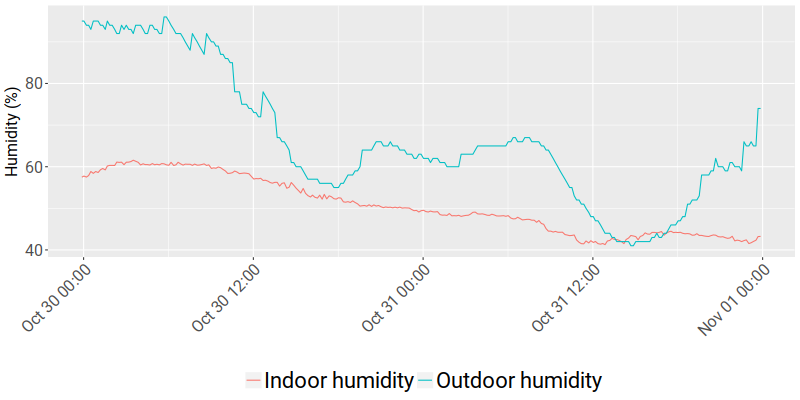 Humidity (%)
80
60
40
Oct 30 00:00
Oct 30 12:00
Oct 31 00:00
Oct 31 12:00
Nov 01 00:00
Indoor humidity Outdoor humidity